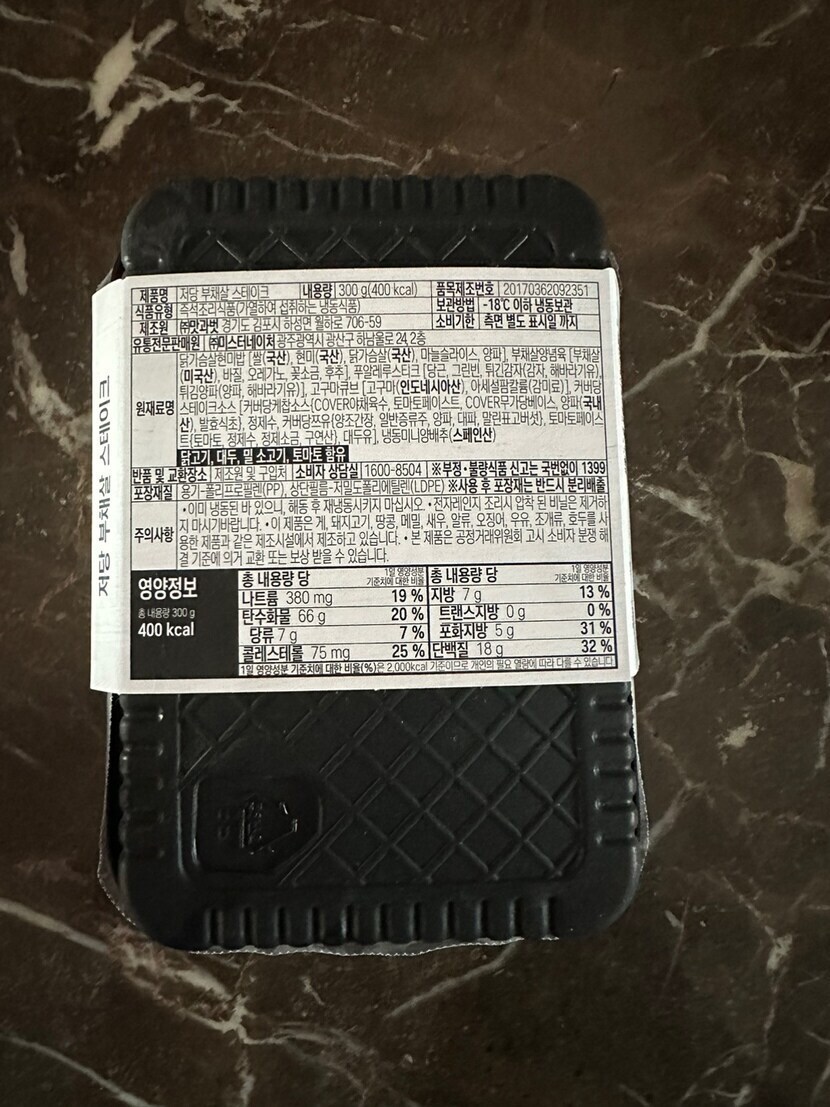 저당 부채살 스테이크
제품명 저당 부채살 스테이크 내용량 300 g(400 kcal) 품목제조번호 20170362092351
식품유형 즉석조리식품(가열하여 섭취하는 냉동식품) 보관방법 -18℃ 이하 냉동보관
제조원 ㈜맛과벗 경기도 김포시 하성면 월하로 706-59 소비기한 측면 별도 표시일 까지
유통전문판매원 ㈜미스터네이처 광주광역시 광산구 하남울로 24, 2층
원재료명 닭가슴살현미밥 [쌀(국산), 현미(국산), 닭가슴살(국산), 마늘슬라이스, 양파], 부채살양념육 [부채살
(미국산), 바질, 오레가노, 꽃소금, 후추], 푸알레루스티크 [당근, 그린빈, 튀긴감자(감자, 해바라기유),
튀김양파(양파, 해바라기유)], 고구마큐브 [고구마(인도네시아산), 아세설팜칼륨(감미료)], 커버당
스테이크소스 [커버당케찹소스{COVER야채육수, 토마토페이스트, COVER무가당베이스, 양파(국내
산), 발효식초}, 정제수, 커버당쯔유{양조간장, 일반증류주, 양파, 대파, 말린표고버섯}, 토마토페이스
트{토마토, 정제수, 정제소금, 구연산}, 대두유], 냉동미니양배추(스페인산)
닭고기, 대두, 밀 소고기, 토마토 함유
반품 및 교환장소 제조원 및 구입처 소비자 상담실 1600-8504 ※부정·불량식품 신고는 국번없이 1399
포장재질 용기-폴리프로필렌(PP), 상단필름-저밀도폴리에틸렌(LDPE) ※사용 후 포장재는 반드시 분리배출
주의사항 •이미 냉동된 바 있으니, 해동 후 재냉동시키지 마십시오 •전자레인지 조리시 압착 된 비닐은 제거하
지 마시기바랍니다. •이 제품은 게, 돼지고기, 땅콩, 메밀, 새우, 알류, 오징어, 우유, 조개류, 호두를 사
용한 제품과 같은 제조시설에서 제조하고 있습니다. •본 제품은 공정거래위원회 고시 소비자 분쟁 해
결 기준에 의거 교환 또는 보상 받을 수 있습니다.
영양정보
총 내용량 300 g
400 kcal
총 내용량 당 1일 영양성분 기준치에 대한 비율 총 내용량 당 1일 영양성분 기준치에 대한 비율
나트륨 380 mg 19 % 지방 7 g 13 %
탄수화물 66 g 20 % 트랜스지방 0 g 0 %
당류 7 g 7 % 포화지방 5 g 31 %
콜레스테롤 75 mg 25 % 단백질 18 g 32 %
1일 영양성분 기준치에 대한 비율(%)은 2,000kcal 기준이므로 개인의 필요 열량에 따라 다를 수 있습니다